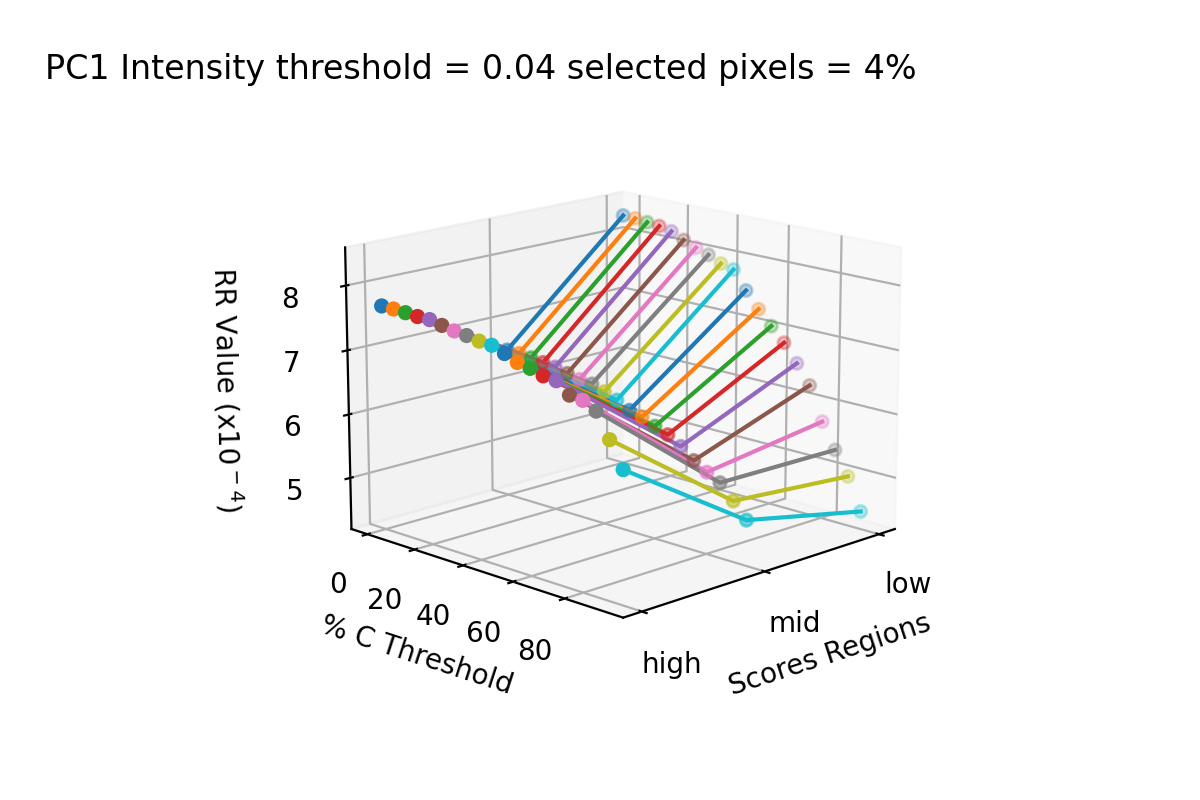 PC1 Intensity threshold = 0.04 selected pixels = 4%
RR Value (x10⁻⁴)
8
7
6
5
0
20
40
60
80
% C Threshold
high
mid
low
Scores Regions